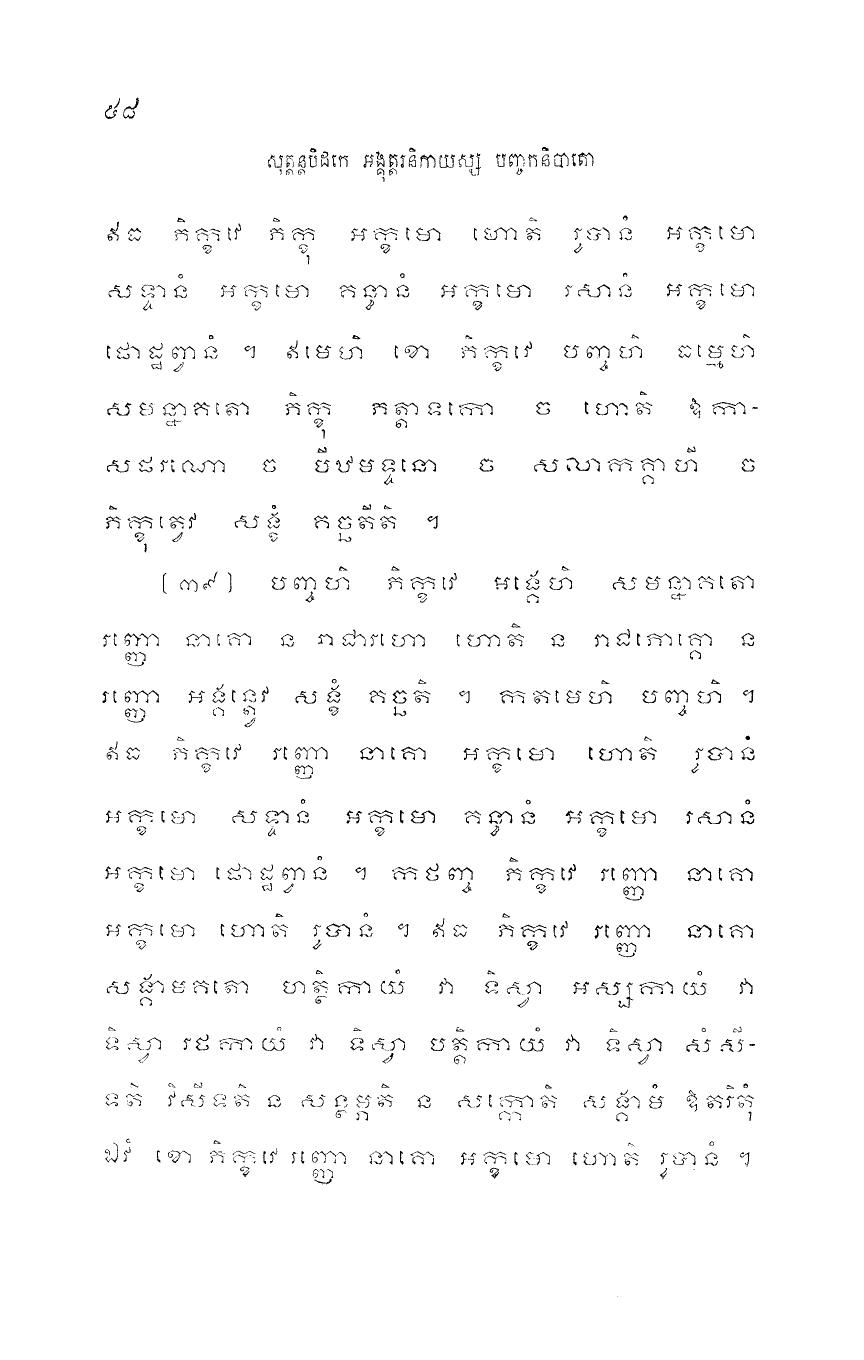 ៥៨
សុត្តន្តបិដកេ អង្គុត្តរនិកាយស្ស បញ្ចកនិបាតោ
ឥធ ភិក្ខវេ ភិក្ខុ អក្ខមោ ហោតិ រូបានំ អក្ខមោ
សទ្ទានំ អក្ខមោ គន្ធានំ អក្ខមោ រសានំ អក្ខមោ
ផោដ្ឋព្វានំ ។ ឥមេហិ ខោ ភិក្ខវេ បញ្ចហិ ធម្មេហិ
សមន្នាគតោ ភិក្ខុ ភត្តាទកោ ច ហោតិ ឱកា-
សផរណោ ច បីឋមទ្ទនោ ច សលាកគ្គាហី ច
ភិក្ខុត្វេវ សង្ខំ គច្ឆតីតិ ។
[៣៩] បញ្ចហិ ភិក្ខវេ អង្គេហិ សមន្នាគតោ
រញ្ញោ នាគោ ន រាជារហោ ហោតិ ន រាជភោគ្គោ ន
រញ្ញោ អង្គន្ត្វេវ សង្ខំ គច្ឆតិ ។ កតមេហិ បញ្ចហិ ។
ឥធ ភិក្ខវេ រញ្ញោ នាគោ អក្ខមោ ហោតិ រូបានំ
អក្ខមោ សទ្ទានំ អក្ខមោ គន្ធានំ អក្ខមោ រសានំ
អក្ខមោ ផោដ្ឋព្វានំ ។ កថញ្ច ភិក្ខវេ រញ្ញោ នាគោ
អក្ខមោ ហោតិ រូបានំ ។ ឥធ ភិក្ខវេ រញ្ញោ នាគោ
សង្គាមគតោ ហត្ថិកាយំ វា ទិស្វា អស្សកាយំ វា
ទិស្វា រថកាយំ វា ទិស្វា បត្តិកាយំ វា ទិស្វា សំសី-
ទតិ វិសីទតិ ន សន្ថម្ភតិ ន សក្កោតិ សង្គាមំ ឱតរិតុំ
ឯវំ ខោ ភិក្ខវេ រញ្ញោ នាគោ អក្ខមោ ហោតិ រូបានំ ។